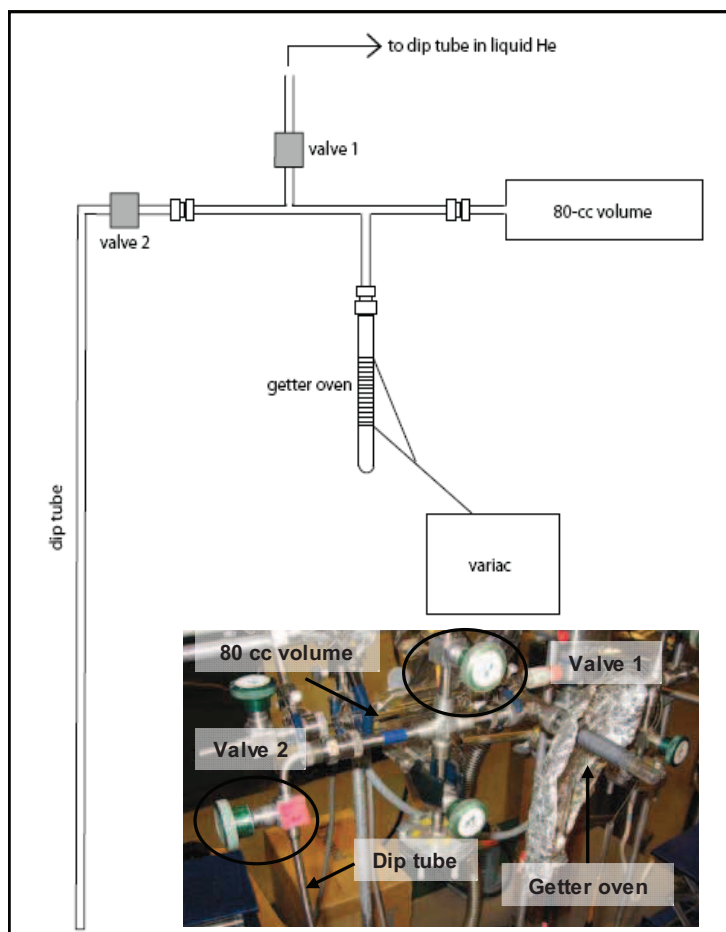 to dip tube in liquid He
valve 1
80-cc volume
valve 2
getter oven
dip tube
variac
80 cc volume
Valve 1
Valve 2
Dip tube
Getter oven